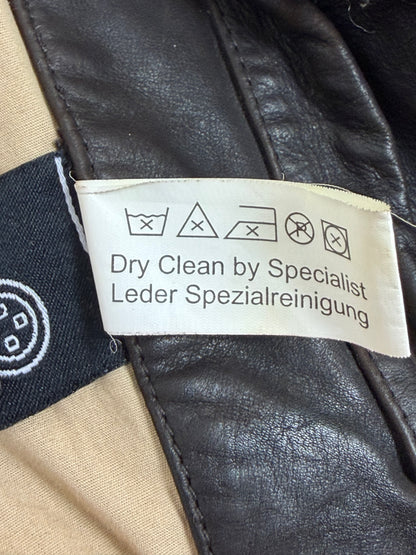 Dry Clean by Specialist
Leder Spezialreinigung